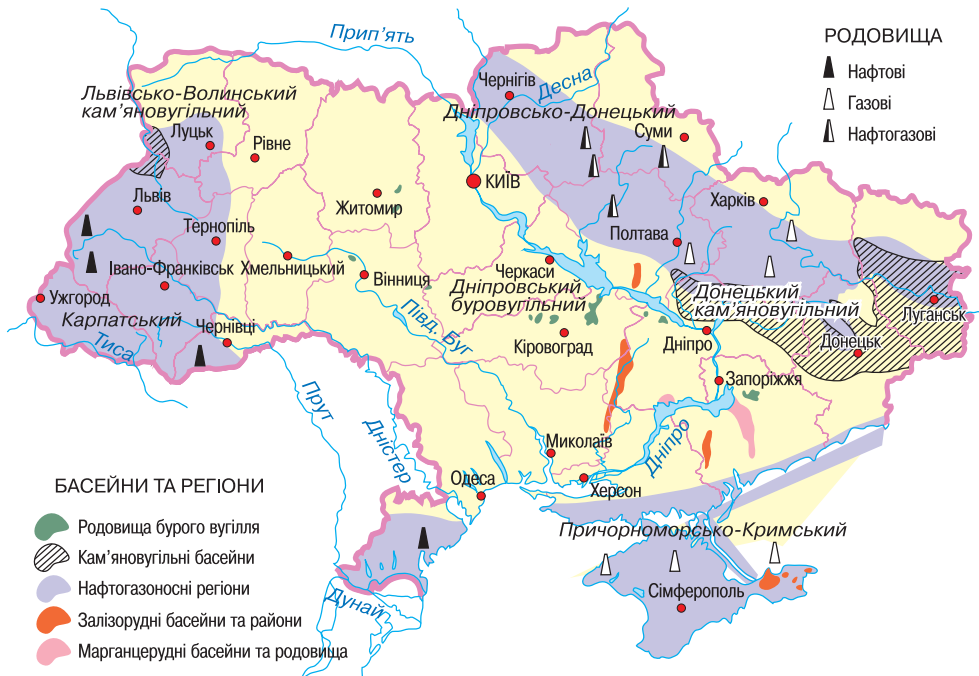 Прип’ять
РОДОВИЩА
Нафтові
Газові
Нафтогазові
Чернігів
Десна
Львівсько-Волинський
кам’яновугільний
Дніпровсько-Донецький
Луцьк
Рівне
Суми
КИЇВ
Житомир
Харків
Львів
Тернопіль
Полтава
Івано-Франківськ
Хмельницький
Вінниця
Черкаси
Дніпровський
буровугільний
Донецький
кам’яновугільний
Ужгород
Карпатський
Луганськ
Чернівці
Тиса
Півд. Буг
Кіровоград
Дніпро
Донецьк
Запоріжжя
Прут
Дністер
Миколаїв
Дніпро
Одеса
Херсон
Причорноморсько-Кримський
Сімферополь
Дунай
БАСЕЙНИ ТА РЕГІОНИ
Родовища бурого вугілля
Кам’яновугільні басейни
Нафтогазоносні регіони
Залізорудні басейни та райони
Марганцерудні басейни та родовища